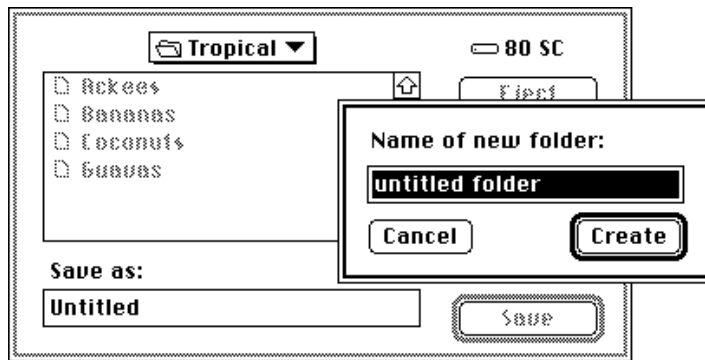 Tropical
80 SC
Ackees
Eject
Bananas
Coconuts
Guavas
Name of new folder:
untitled folder
Cancel
Create
Save as:
Untitled
Save